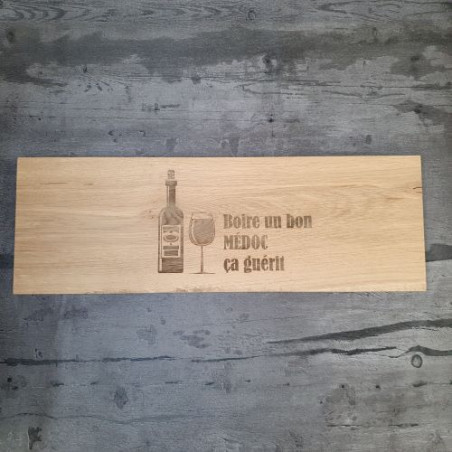 Boire un bon
MÉDOC
ça guérit